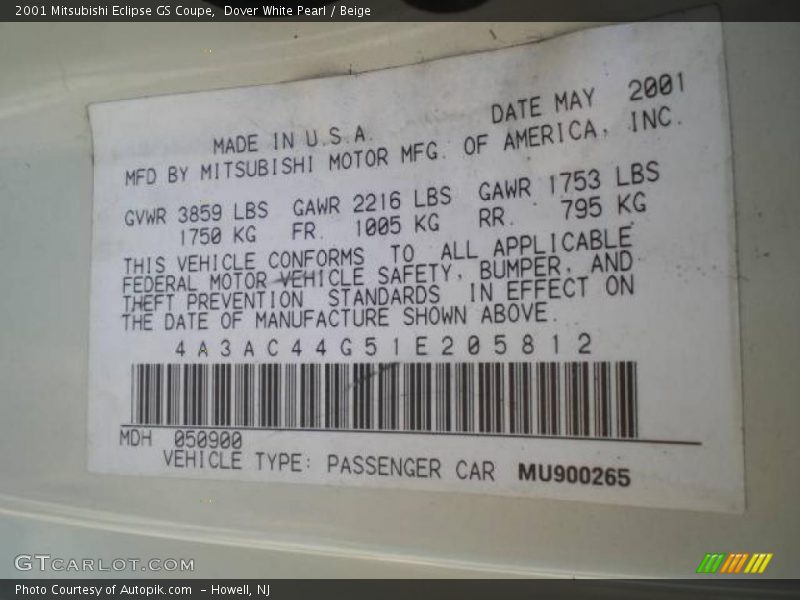 2001 Mitsubishi Eclipse GS Coupe,  Dover White Pearl / Beige
MADE IN U.S.A.   DATE MAY   2001
MFD BY MITSUBISHI MOTOR MFG. OF AMERICA, INC.
GVWR 3859 LBS  GAWR 2216 LBS  GAWR 1753 LBS
1750 KG   FR.   1005 KG   RR.   795 KG
THIS VEHICLE CONFORMS TO ALL APPLICABLE
FEDERAL MOTOR VEHICLE SAFETY, BUMPER, AND
THEFT PREVENTION STANDARDS IN EFFECT ON
THE DATE OF MANUFACTURE SHOWN ABOVE.
4A3AC44G51E205812
MDH  050900
VEHICLE TYPE: PASSENGER CAR  MU900265
GTCARLOT.COM
Photo Courtesy of Autopik.com  - Howell, NJ